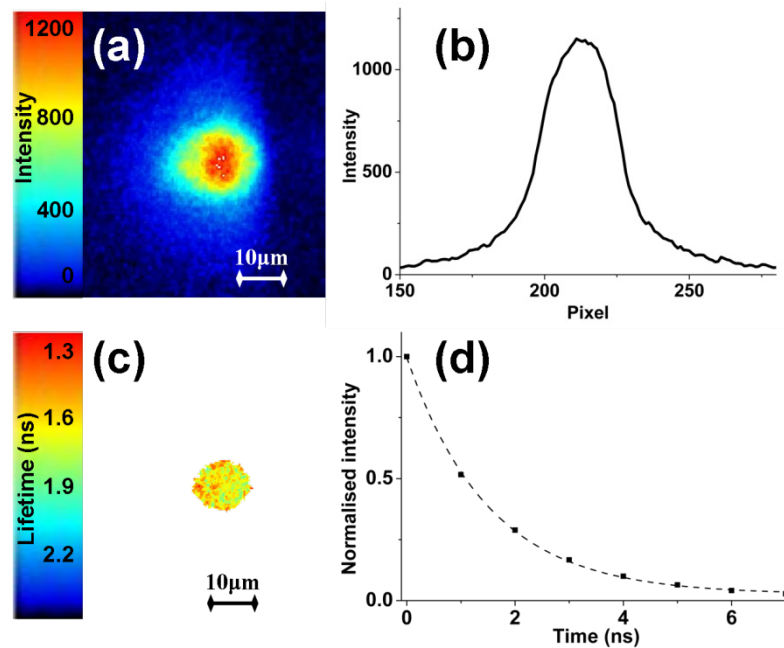 (a)
Intensity
1200
800
400
0
10µm
(b)
Intensity
1000
500
0
150
200
250
Pixel
(c)
Lifetime (ns)
1.3
1.6
1.9
2.2
10µm
(d)
Normalised intensity
1.0
0.5
0.0
0
2
4
6
Time (ns)